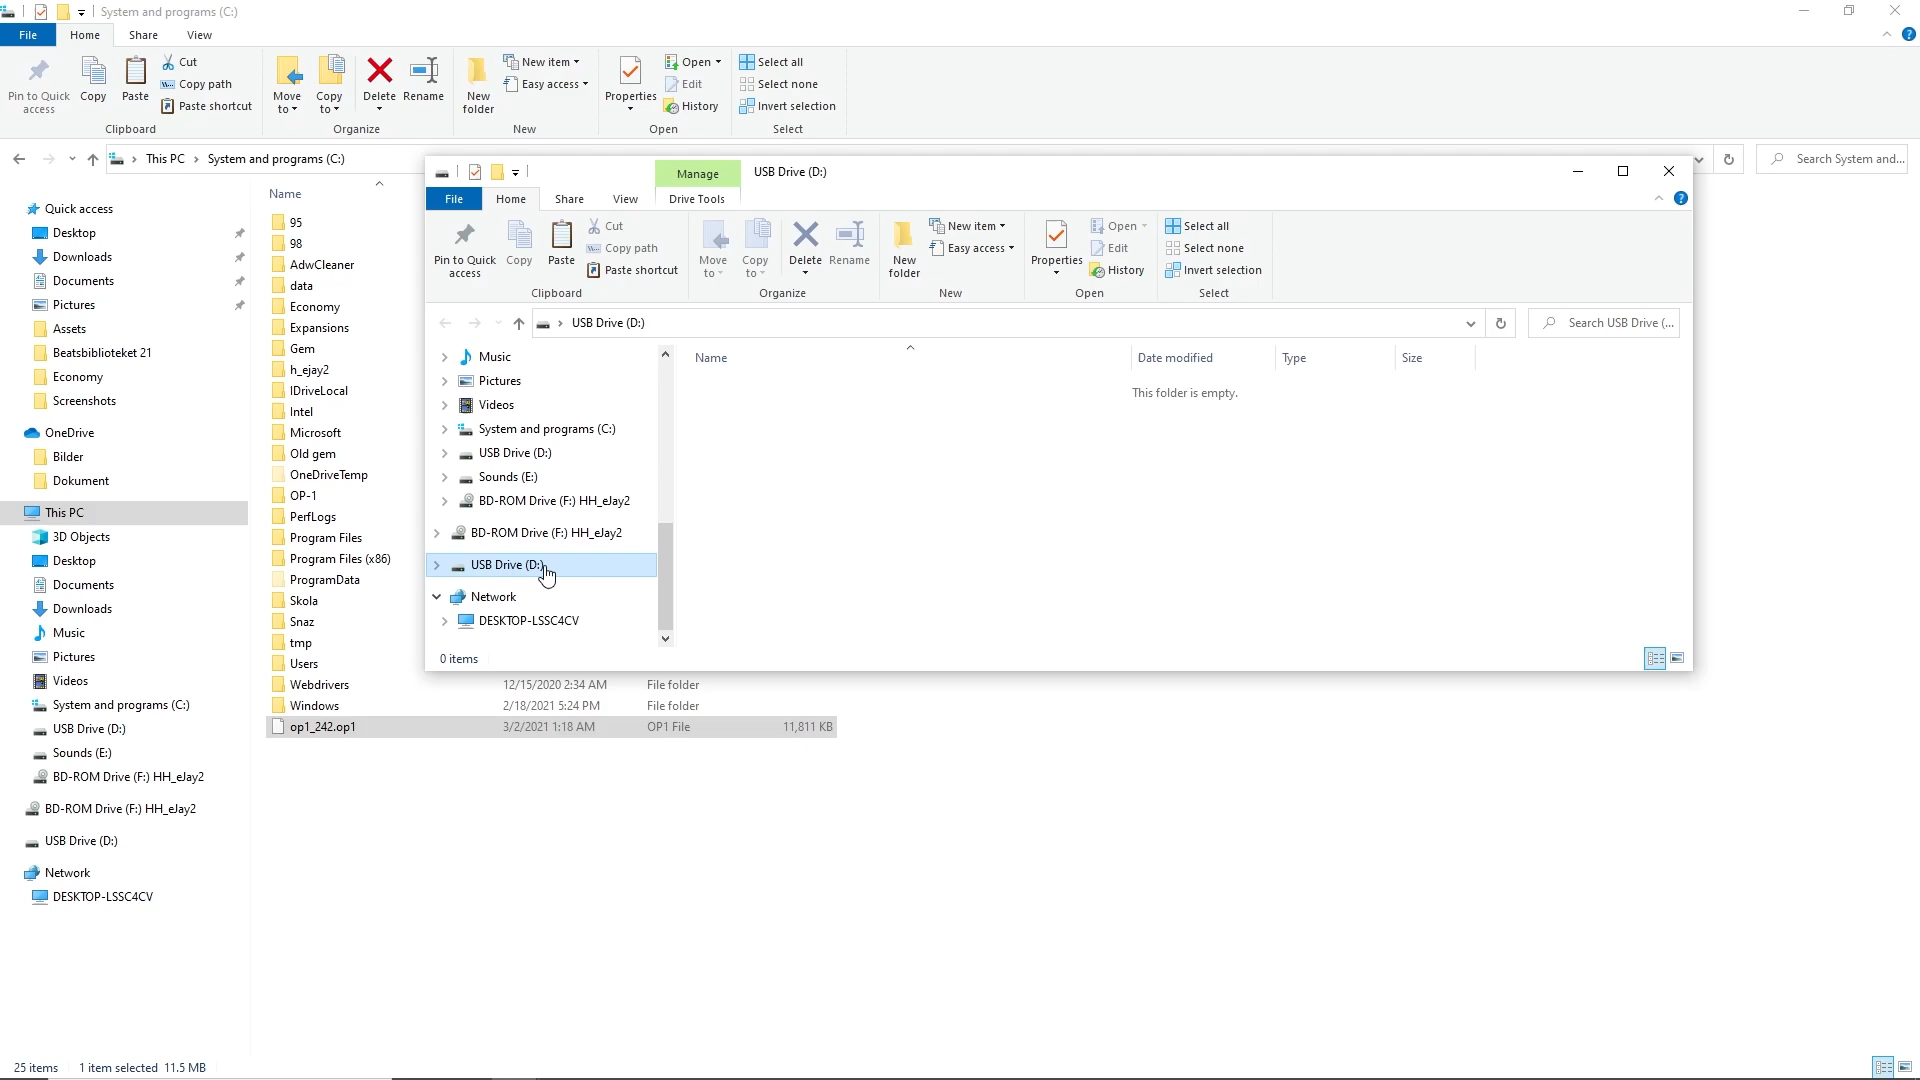 System and programs (C:)
File Home Share View
Pin to Quick access
Copy
Paste
Cut
Copy path
Paste shortcut
Clipboard
Move to
Copy to
Delete
Rename
Organize
New folder
New item
Easy access
New
Properties
Open
Edit
History
Open
Select all
Select none
Invert selection
Select
This PC System and programs (C:)
Search System and...
Quick access
Desktop
Downloads
Documents
Pictures
Assets
Beatsbiblioteket 21
Economy
Screenshots
OneDrive
Bilder
Dokument
This PC
3D Objects
Desktop
Documents
Downloads
Music
Pictures
Videos
System and programs (C:)
USB Drive (D:)
Sounds (E:)
BD-ROM Drive (F:) HH_eJay2
BD-ROM Drive (F:) HH_eJay2
USB Drive (D:)
Network
DESKTOP-LSSC4CV
Name
95
98
AdwCleaner
data
Economy
Expansions
Gem
h_ejay2
IDriveLocal
Intel
Microsoft
Old gem
OneDriveTemp
OP-1
PerfLogs
Program Files
Program Files (x86)
ProgramData
Skola
Snaz
tmp
Users
Webdrivers 12/15/2020 2:34 AM File folder
Windows 2/18/2021 5:24 PM File folder
op1_242.op1 3/2/2021 1:18 AM OP1 File 11,811 KB
25 items 1 item selected 11.5 MB
Manage USB Drive (D:)
File Home Share View Drive Tools
Pin to Quick access
Copy
Paste
Cut
Copy path
Paste shortcut
Clipboard
Move to
Copy to
Delete
Rename
Organize
New folder
New item
Easy access
New
Properties
Open
Edit
History
Open
Select all
Select none
Invert selection
Select
USB Drive (D:)
Search USB Drive (...
Music
Pictures
Videos
System and programs (C:)
USB Drive (D:)
Sounds (E:)
BD-ROM Drive (F:) HH_eJay2
BD-ROM Drive (F:) HH_eJay2
USB Drive (D:)
Network
DESKTOP-LSSC4CV
Name Date modified Type Size
This folder is empty.
0 items